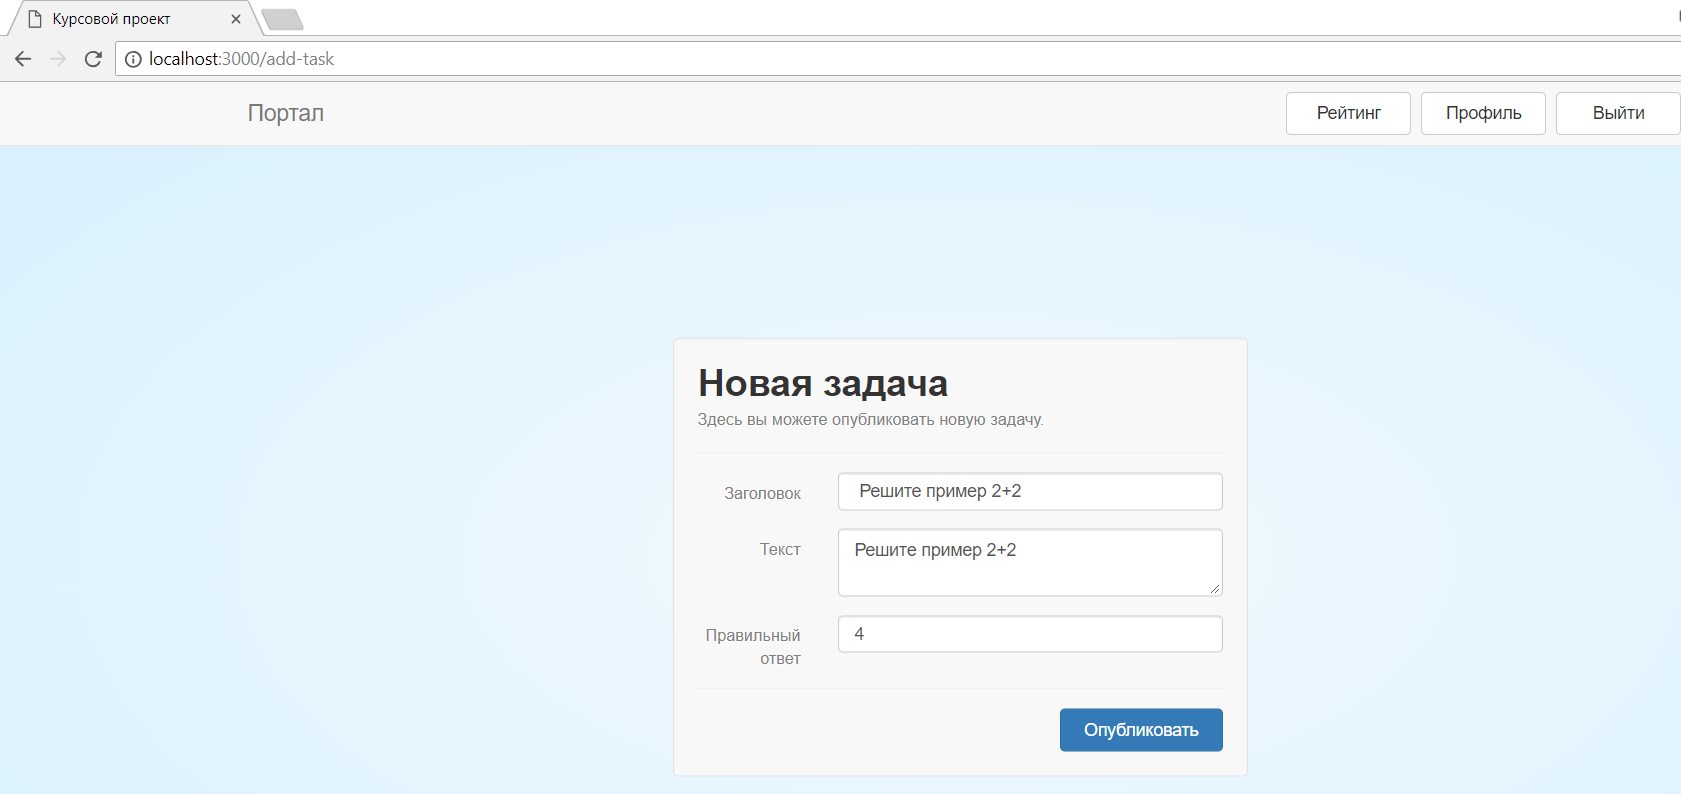 Курсовой проект
localhost:3000/add-task
Портал
Рейтинг
Профиль
Выйти
Новая задача
Здесь вы можете опубликовать новую задачу.
Заголовок
Решите пример 2+2
Текст
Решите пример 2+2
Правильный
ответ
4
Опубликовать